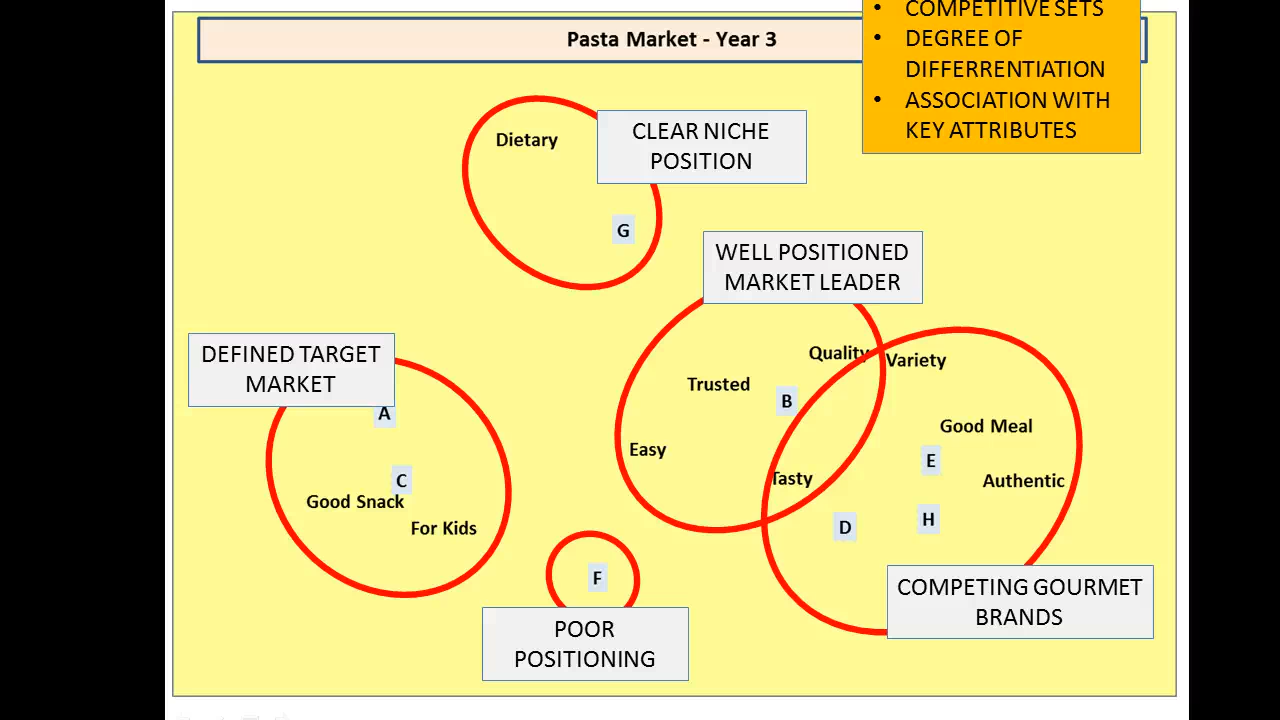 • COMPETITIVE SETS
Pasta Market - Year 3
• DEGREE OF
DIFFERRENTIATION
• ASSOCIATION WITH
KEY ATTRIBUTES
Dietary
CLEAR NICHE
POSITION
G
WELL POSITIONED
MARKET LEADER
DEFINED TARGET
MARKET
A
Quality
Variety
Trusted
B
Easy
Tasty
Good Meal
E
Authentic
D
H
C
Good Snack
For Kids
F
POOR
POSITIONING
COMPETING GOURMET
BRANDS